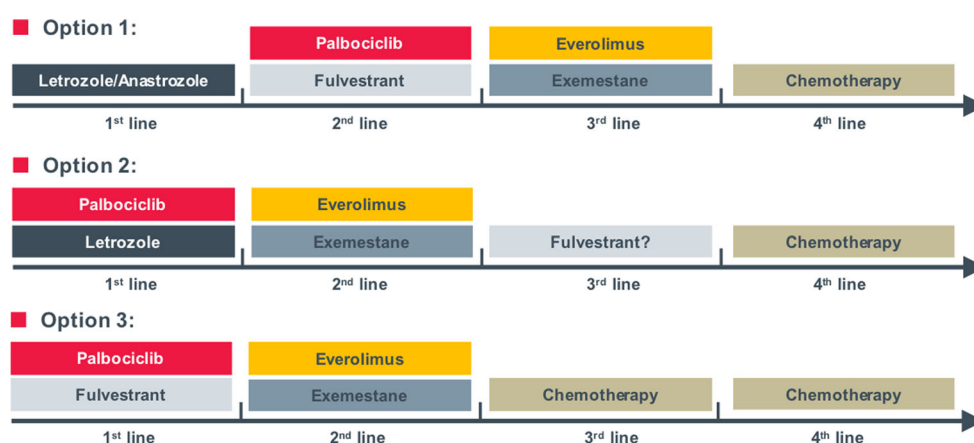 Option 1:
Palbociclib Everolimus
Letrozole/Anastrozole Fulvestrant Exemestane Chemotherapy
1st line 2nd line 3rd line 4th line
Option 2:
Palbociclib Everolimus
Letrozole Exemestane Fulvestrant? Chemotherapy
1st line 2nd line 3rd line 4th line
Option 3:
Palbociclib Everolimus
Fulvestrant Exemestane Chemotherapy Chemotherapy
1st line 2nd line 3rd line 4th line